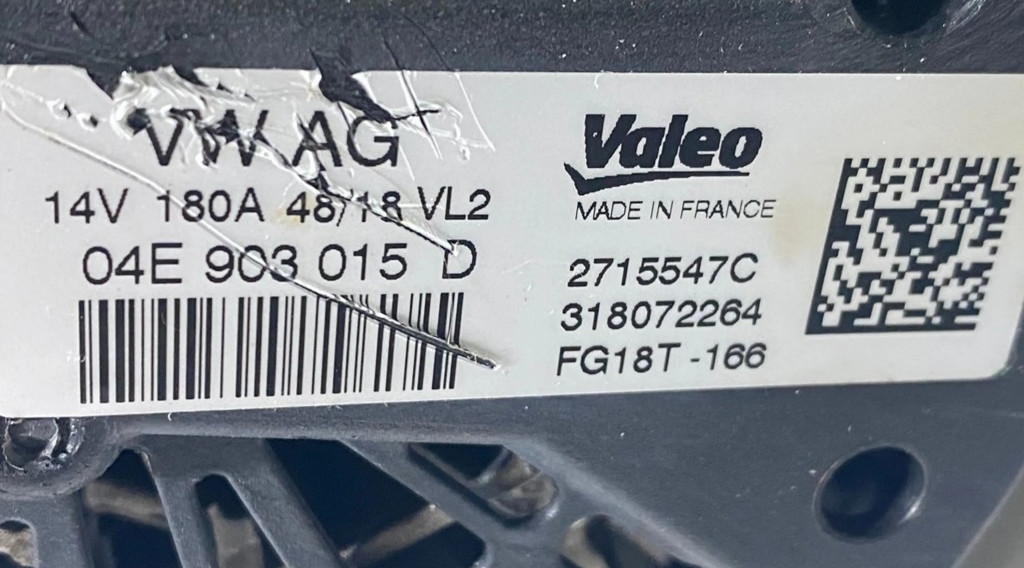 VW AG
14V 180A 48/18 VL2
04E 903 015 D
Valeo
MADE IN FRANCE
2715547C
318072264
FG18T -166